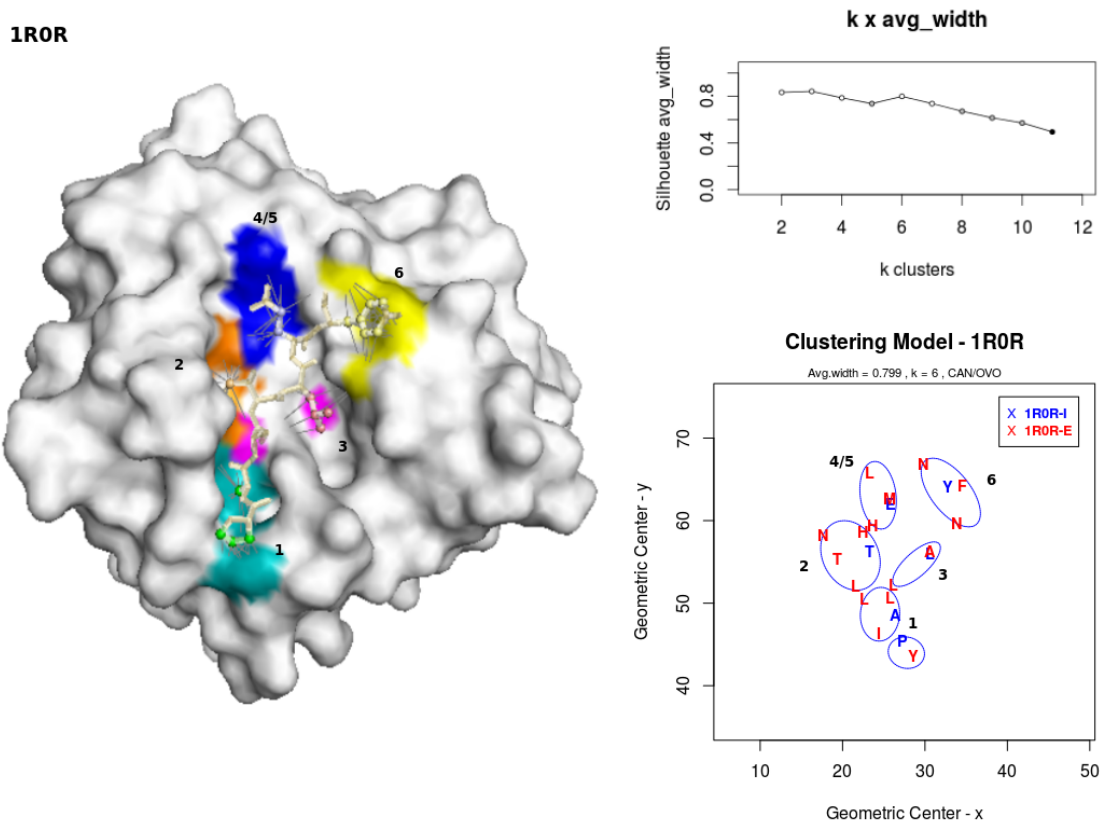 1R0R
4/5
6
2
3
1
k x avg_width
Silhouette avg_width
0.0
0.4
0.8
2 4 6 8 10 12
k clusters
Clustering Model - 1R0R
Avg.width = 0.799 , k = 6 , CAN/OVO
X 1R0R-I
X 1R0R-E
Geometric Center - y
70
60
50
40
4/5
L
N
Y F
6
N
N
H
H
2
T
T
A
3
L
L
L
L
A
1
I
P
Y
10 20 30 40 50
Geometric Center - x